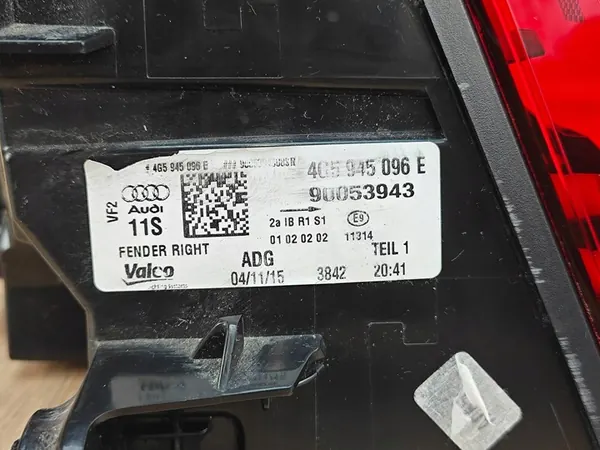 4G5 945 096 E
4G5 945 096 E
90053943
VF2
Audi
11S
2a IB R1 S1
E9
01 02 02 02
11314
FENDER RIGHT
ADG
TEIL 1
Valeo
04/11/15
3842
20:41